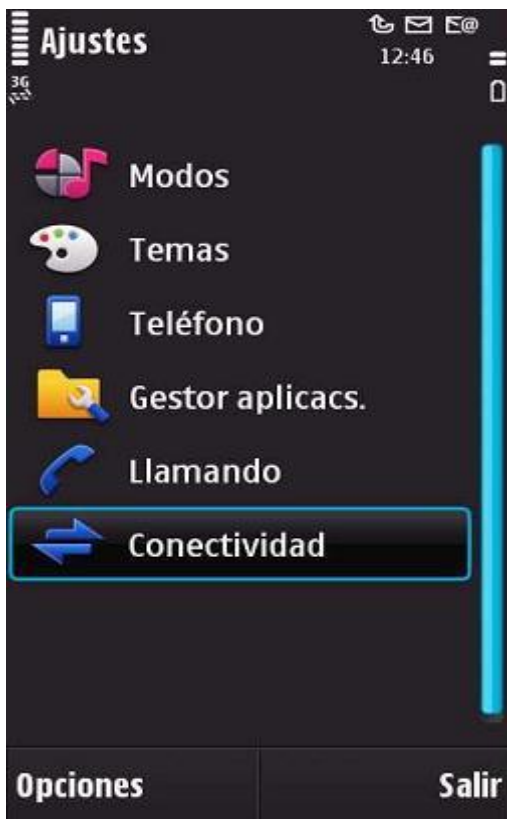 Ajustes
12:46
3G
Modos
Temas
Teléfono
Gestor aplicacs.
Llamando
Conectividad
Opciones
Salir